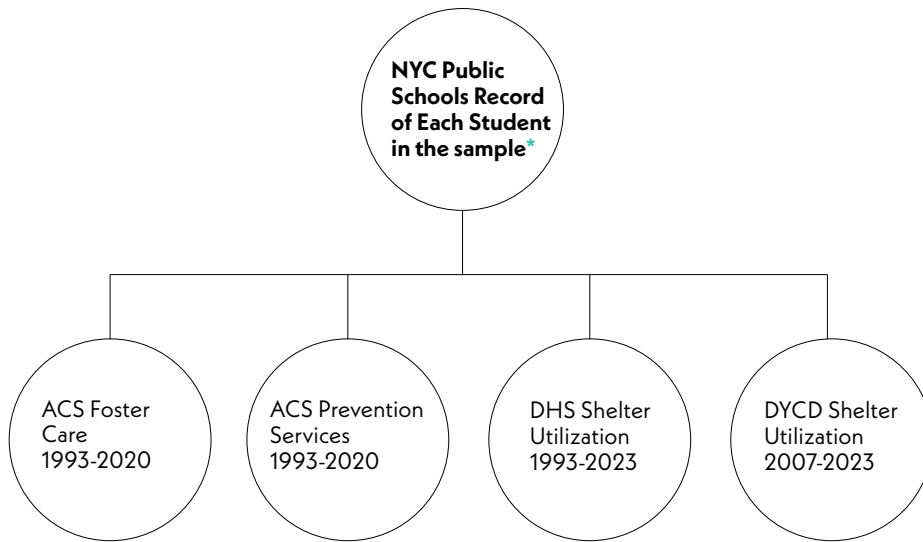 NYC Public
Schools Record
of Each Student
in the sample*
ACS Foster
Care
1993-2020
ACS Prevention
Services
1993-2020
DHS Shelter
Utilization
1993-2023
DYCD Shelter
Utilization
2007-2023